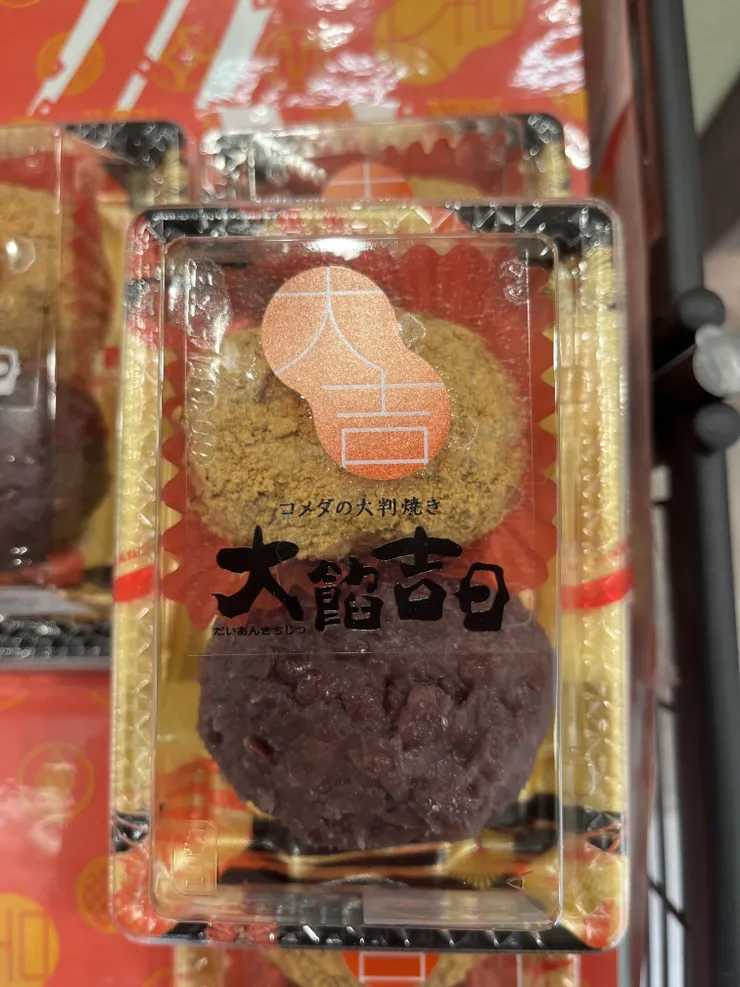 大
吉
コメダの大判焼き
大餡吉日
だいあんきちじつ